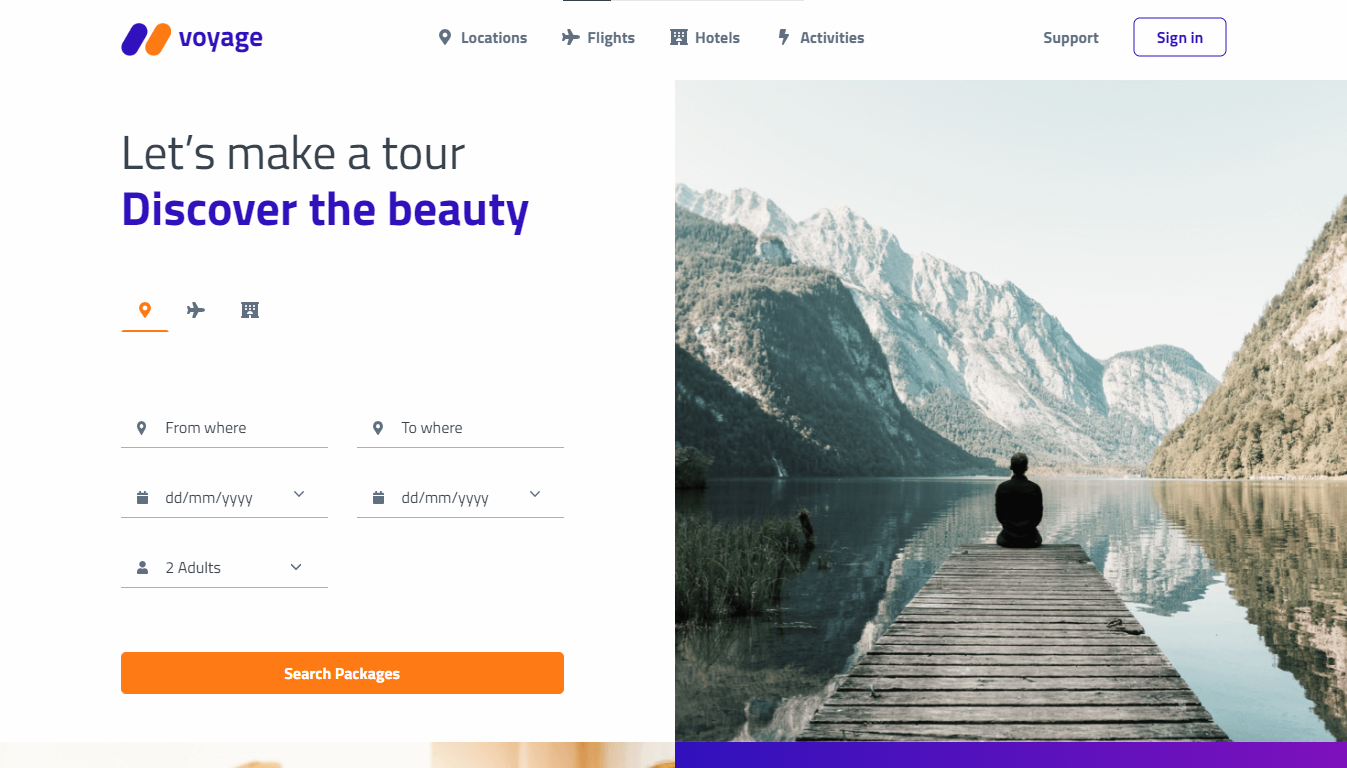 voyage
Locations
Flights
Hotels
Activities
Support
Sign in
Let’s make a tour
Discover the beauty
From where
To where
dd/mm/yyyy
dd/mm/yyyy
2 Adults
Search Packages